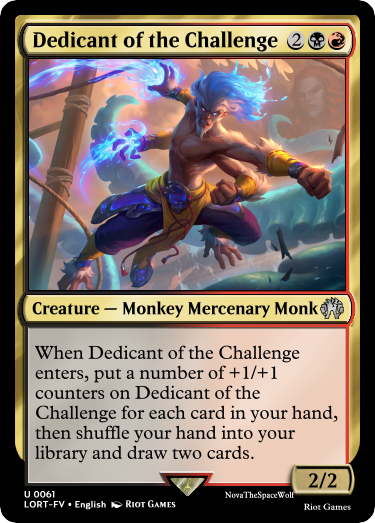 Dedicant of the Challenge 2
Creature — Monkey Mercenary Monk
When Dedicant of the Challenge
enters, put a number of +1/+1
counters on Dedicant of the
Challenge for each card in your hand,
then shuffle your hand into your
library and draw two cards.
2/2
U 0061
LORT-FV • English Riot Games
NovaTheSpaceWolf
Riot Games